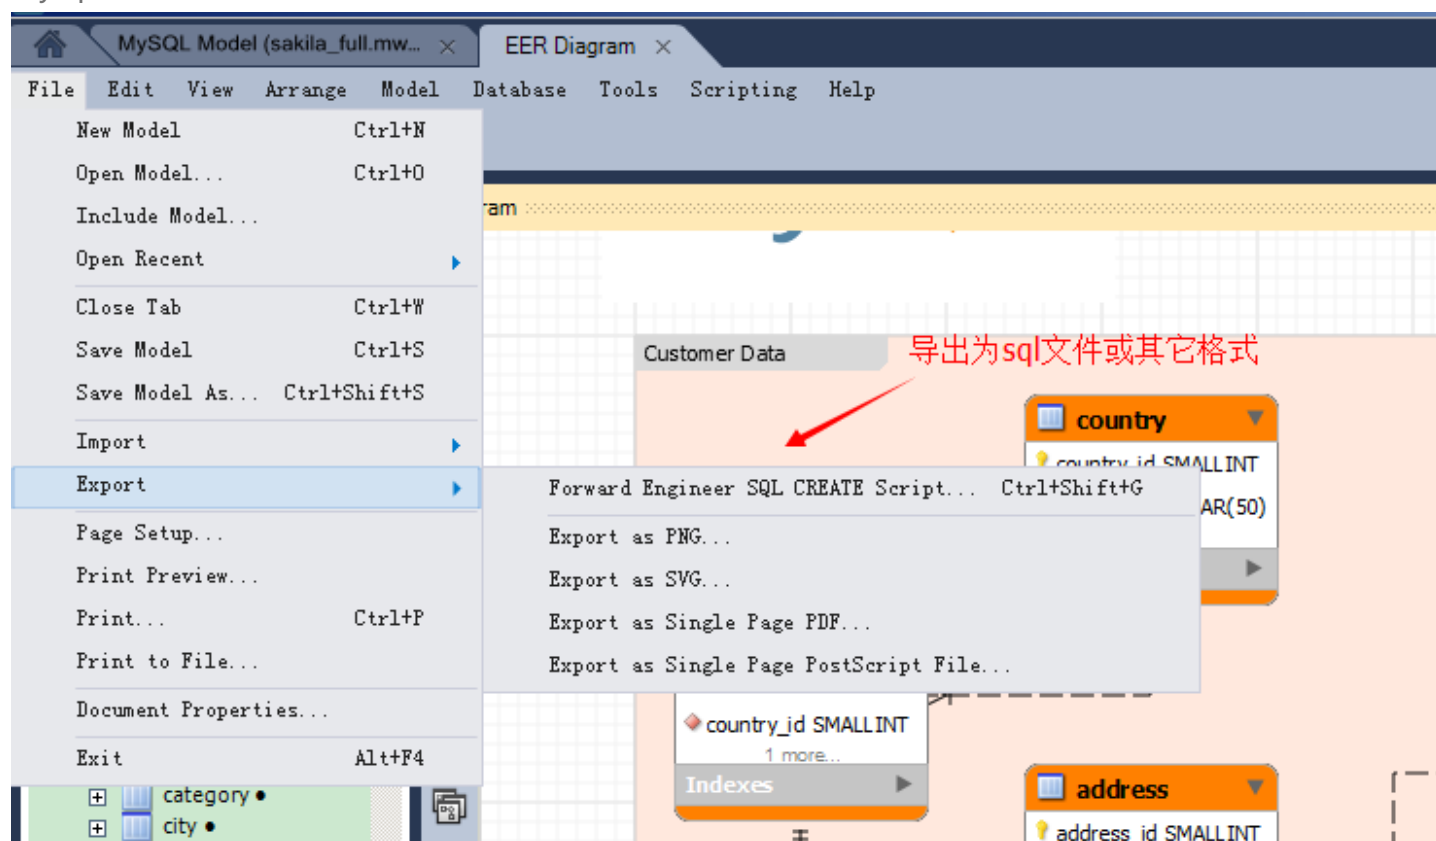 MySQL Model (sakila_full.mw... ×
EER Diagram ×
File Edit View Arrange Model Database Tools Scripting Help
New Model Ctrl+N
Open Model... Ctrl+O
Include Model...
Open Recent
Close Tab Ctrl+W
Save Model Ctrl+S
Save Model As... Ctrl+Shift+S
Import
Export
Page Setup...
Print Preview...
Print... Ctrl+P
Print to File...
Document Properties...
Exit Alt+F4
Forward Engineer SQL CREATE Script... Ctrl+Shift+G
Export as PNG...
Export as SVG...
Export as Single Page PDF...
Export as Single Page PostScript File...
ram
Customer Data
导出为sql文件或其它格式
country
country_id SMALLINT
AR(50)
country_id SMALLINT
1 more...
Indexes
address
address_id SMALLINT
category ●
city ●